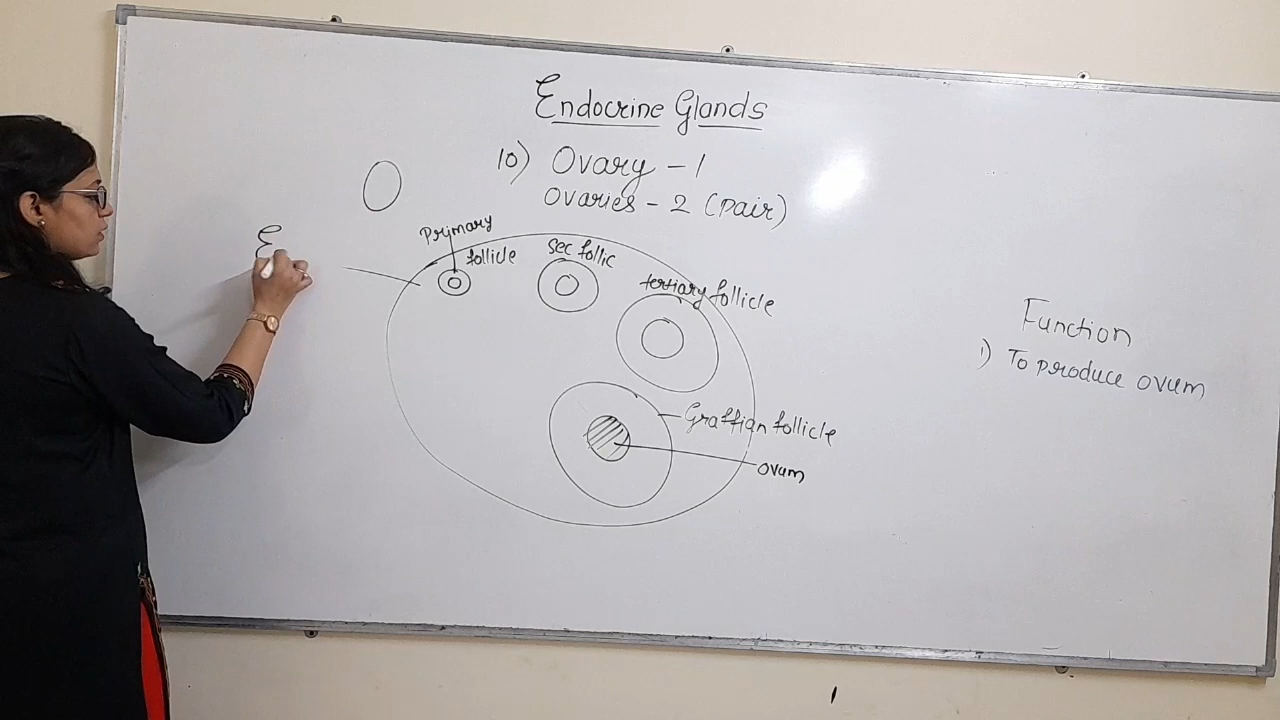 Endocrine Glands
10) Ovary - 1
Ovaries - 2 (pair)
Primary
follicle
sec follic
tertiary follicle
E
Graffian follicle
ovum
Function
1) To produce ovum